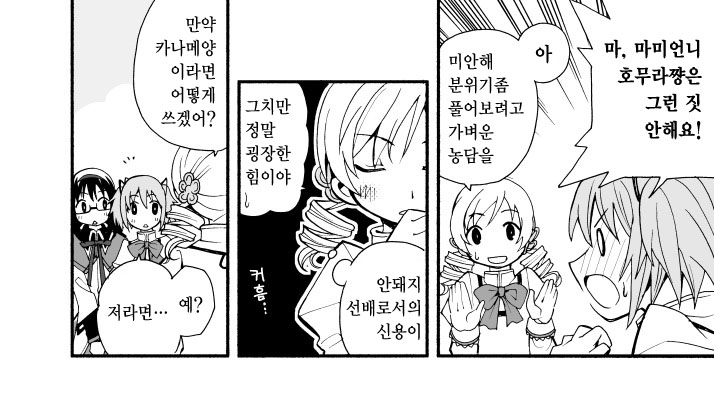 마, 마미언니
호무라쨩은
그런 짓
안해요!
아
미안해
분위기좀
풀어보려고
가벼운
농담을
그치만
정말
굉장한
힘이야
커
흠…
안돼지
선배로서의
신용이
만약
카나메양
이라면
어떻게
쓰겠어?
예?
저라면…